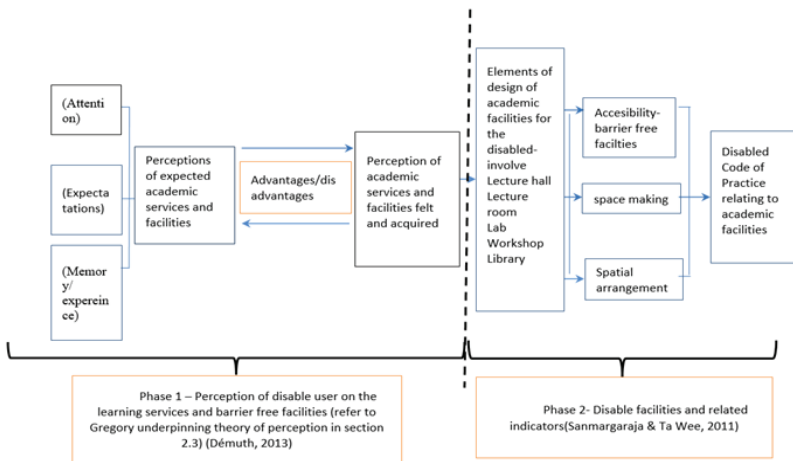 (Attenti
on)
(Expecta
tations)
(Memor
y/
experein
ce)
Perceptions
of expected
academic
services and
facilities
Advantages/dis
advantages
Perception of
academic
services and
facilities felt
and acquired
Elements of
design of
academic
facilities for
the
disabled-
involve
Lecture hall
Lecture
room
Lab
Workshop
Library
Accesibility-
barrier free
facilties
space making
Spatial
arrangement
Disabled
Code of
Practice
relating to
academic
facilities
Phase 1 – Perception of disable user on the
learning services and barrier free facilities (refer to
Gregory underpinning theory of perception in section
2.3) (Démuth, 2013)
Phase 2- Disable facilities and related
indicators(Sanmargaraja & Ta Wee, 2011)